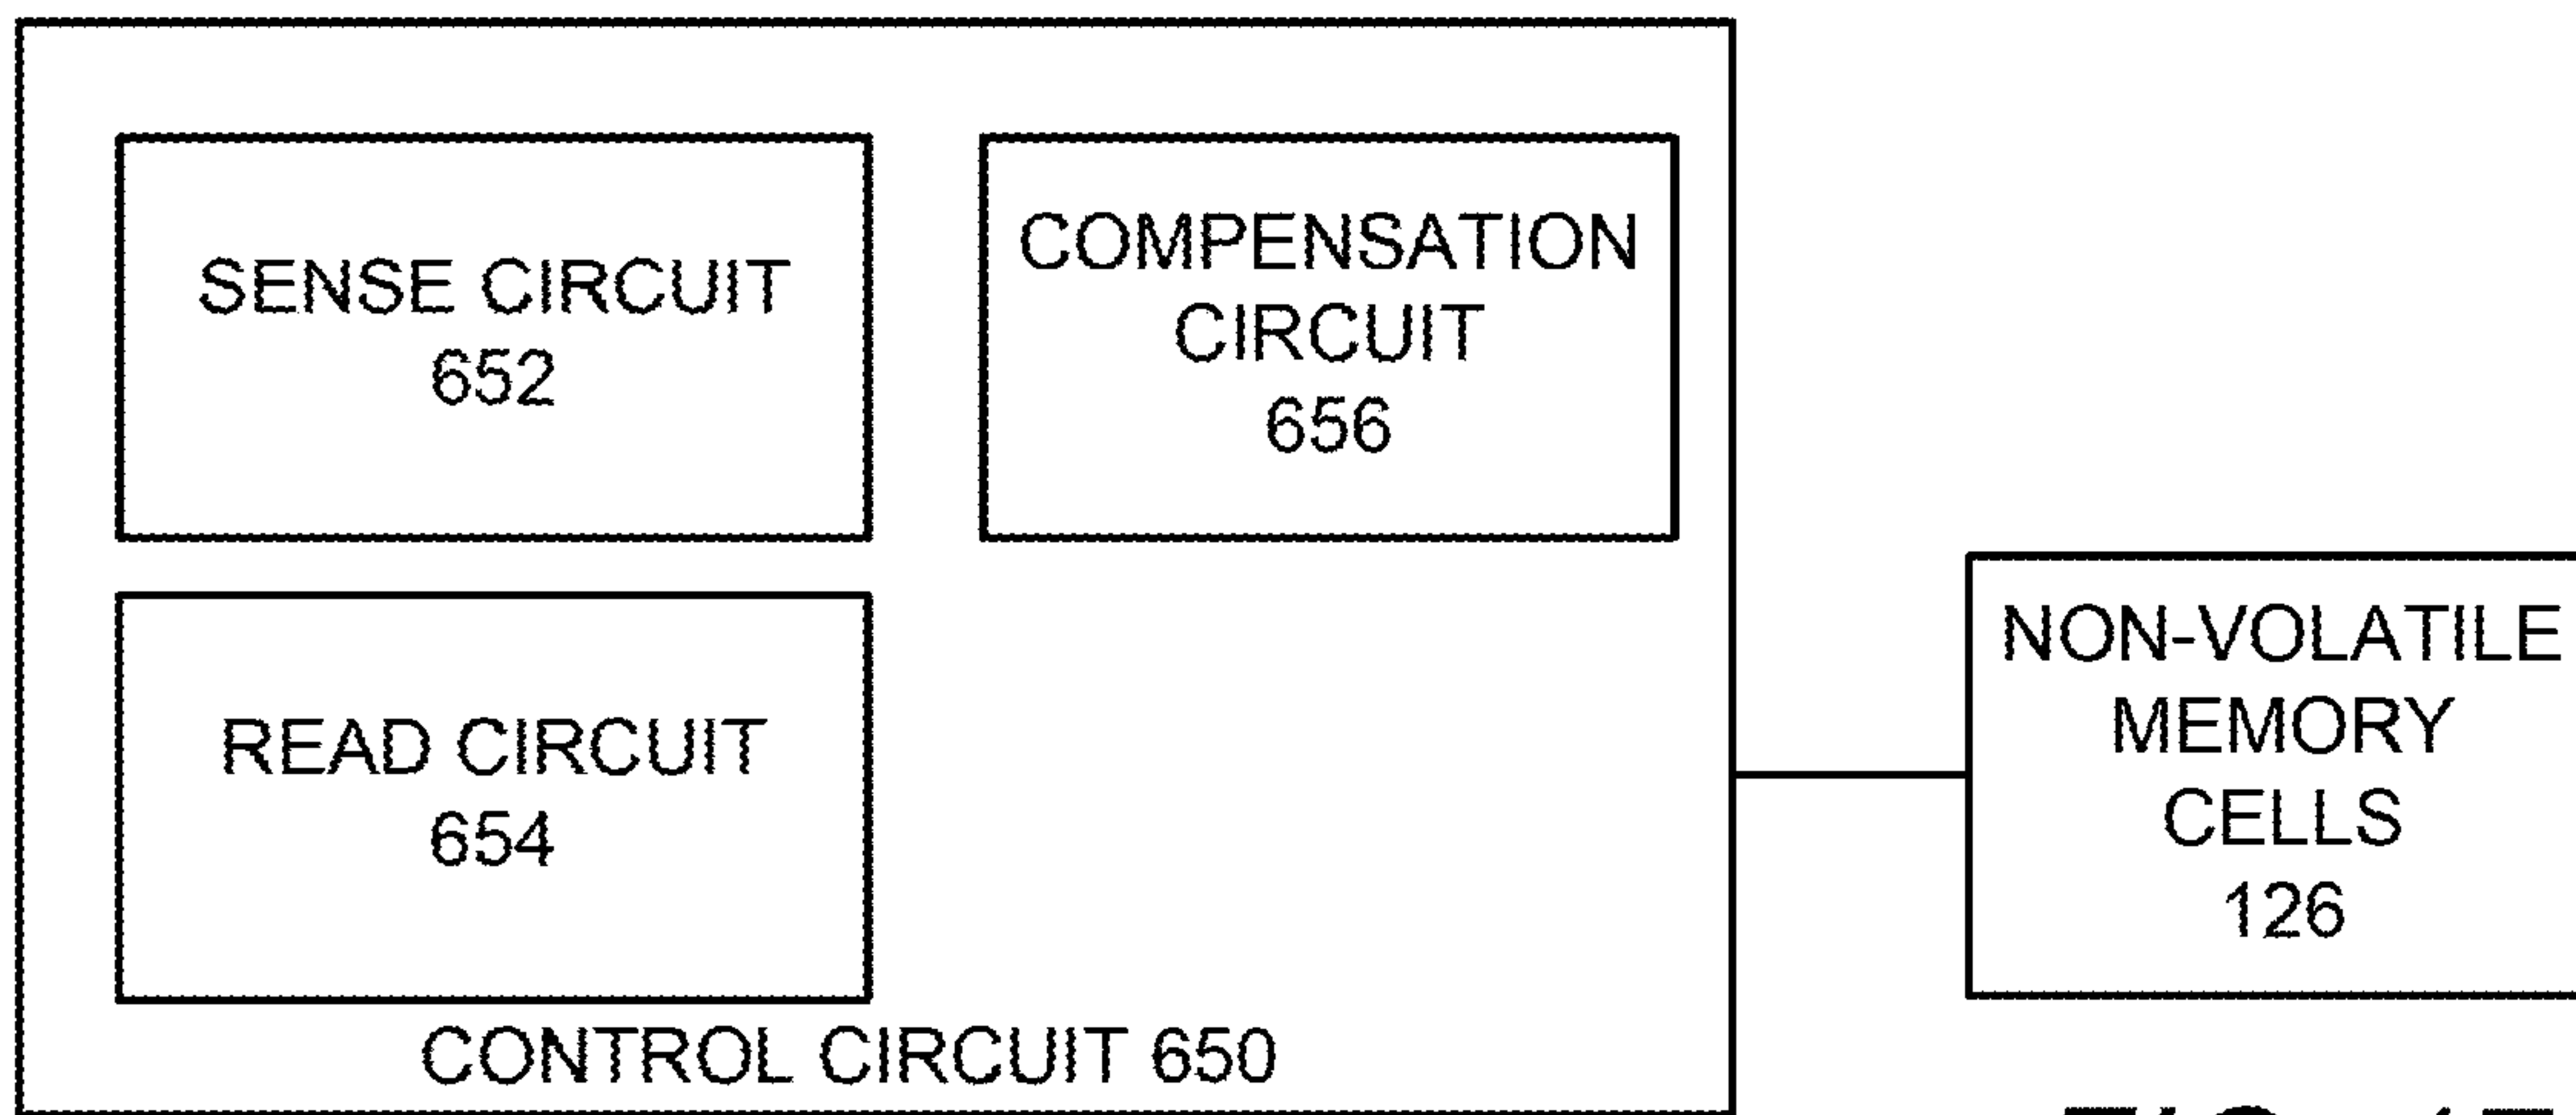 SENSE CIRCUIT
652
COMPENSATION
CIRCUIT
656
READ CIRCUIT
654
CONTROL CIRCUIT 650
NON-VOLATILE
MEMORY
CELLS
126